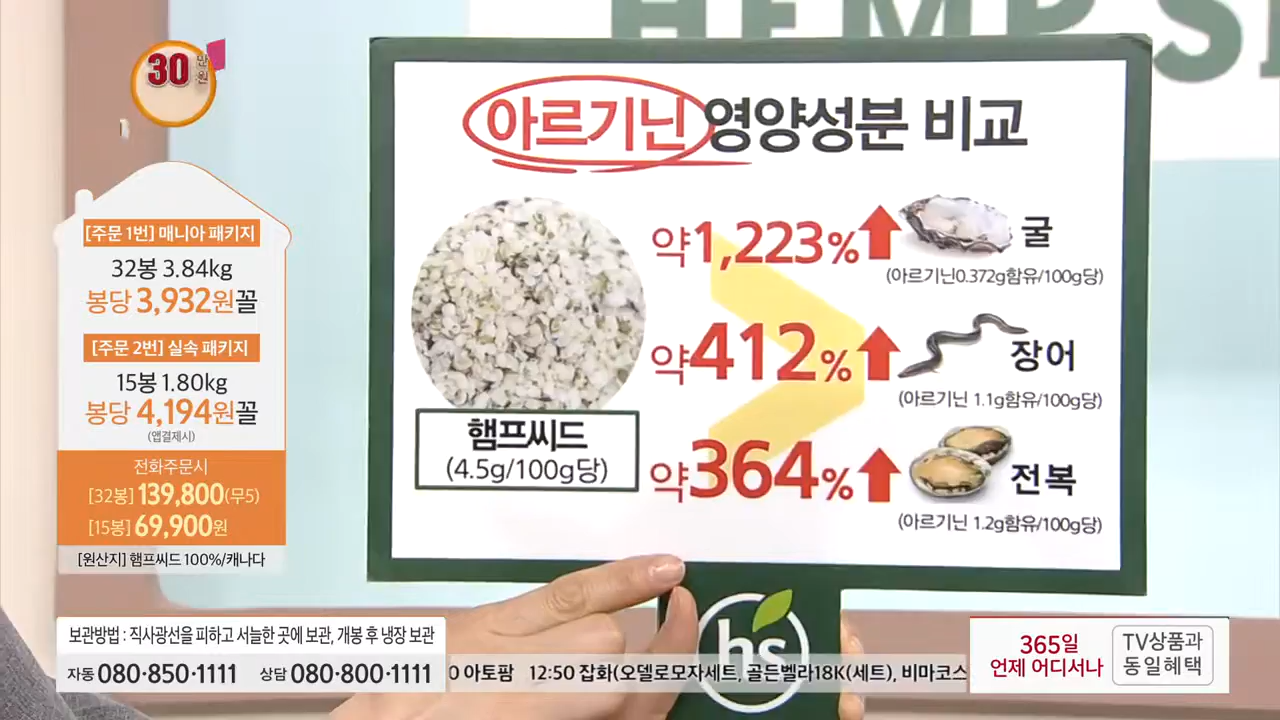 HEMP SE
30만원
아르기닌 영양성분 비교
약1,223%
굴
(아르기닌0.372g함유/100g당)
약412%
장어
(아르기닌 1.1g함유/100g당)
약364%
전복
(아르기닌 1.2g함유/100g당)
햄프씨드
(4.5g/100g당)
hs
[주문 1번] 매니아 패키지
32봉 3.84kg
봉당 3,932원꼴
[주문 2번] 실속 패키지
15봉 1.80kg
봉당 4,194원꼴
(앱결제시)
전화주문시
[32봉] 139,800(무5)
[15봉] 69,900원
[원산지] 햄프씨드 100%/캐나다
보관방법 : 직사광선을 피하고 서늘한 곳에 보관, 개봉 후 냉장 보관
자동 080·850·1111 상담 080·800·1111
0 아토팜 12:50 잡화(오델로모자세트, 골든벨라18K(세트), 비마코스
365일
언제 어디서나
TV상품과
동일혜택